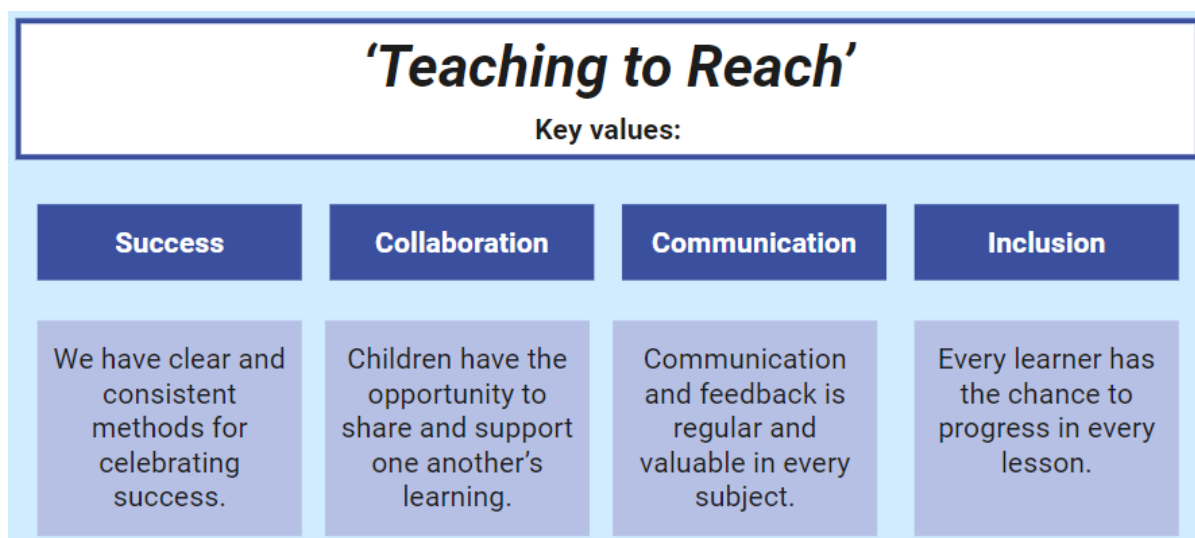 ‘Teaching to Reach’
Key values:
Success
Collaboration
Communication
Inclusion
We have clear and
consistent
methods for
celebrating
success.
Children have the
opportunity to
share and support
one another’s
learning.
Communication
and feedback is
regular and
valuable in every
subject.
Every learner has
the chance to
progress in every
lesson.